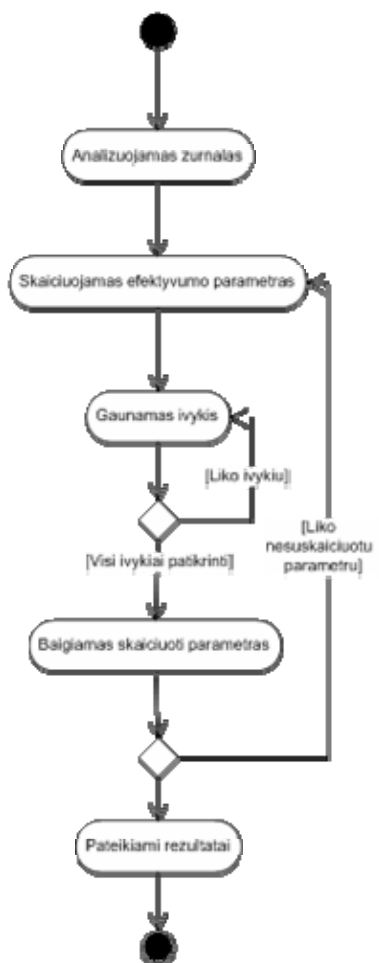 Analizuojamas zurnalas
Skaiciuojamas efektyvumo parametras
Gaunamas ivykis
[Liko ivykiu]
[Liko
nesuskaiciuotu
parametru]
[Visi ivykiai patikrinti]
Baigiamas skaiciuoti parametras
Pateikiami rezultatai